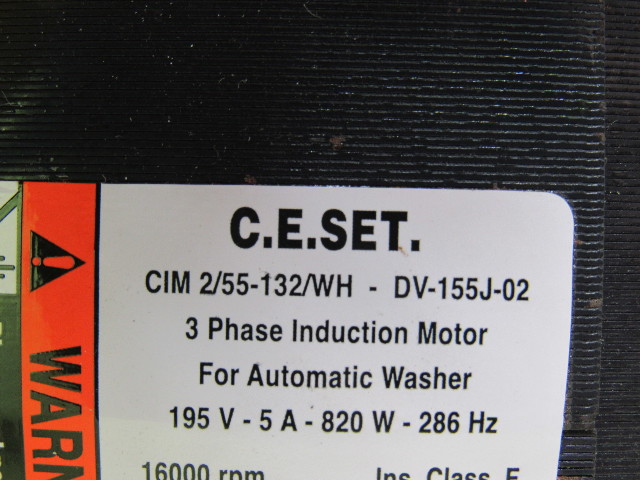 C.E.SET.
CIM 2/55-132/WH - DV-155J-02
3 Phase Induction Motor
For Automatic Washer
195 V - 5 A - 820 W - 286 Hz
16000 rpm Ins. Class F
WARN